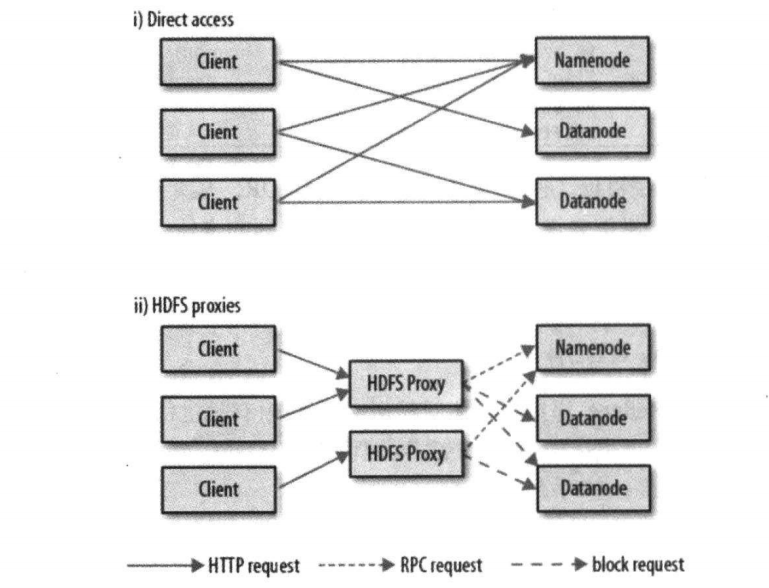 i) Direct access
Client
Namenode
Client
Datanode
Client
Datanode
ii) HDFS proxies
Client
Namenode
HDFS Proxy
Client
Datanode
HDFS Proxy
Client
Datanode
HTTP request
RPC request
block request